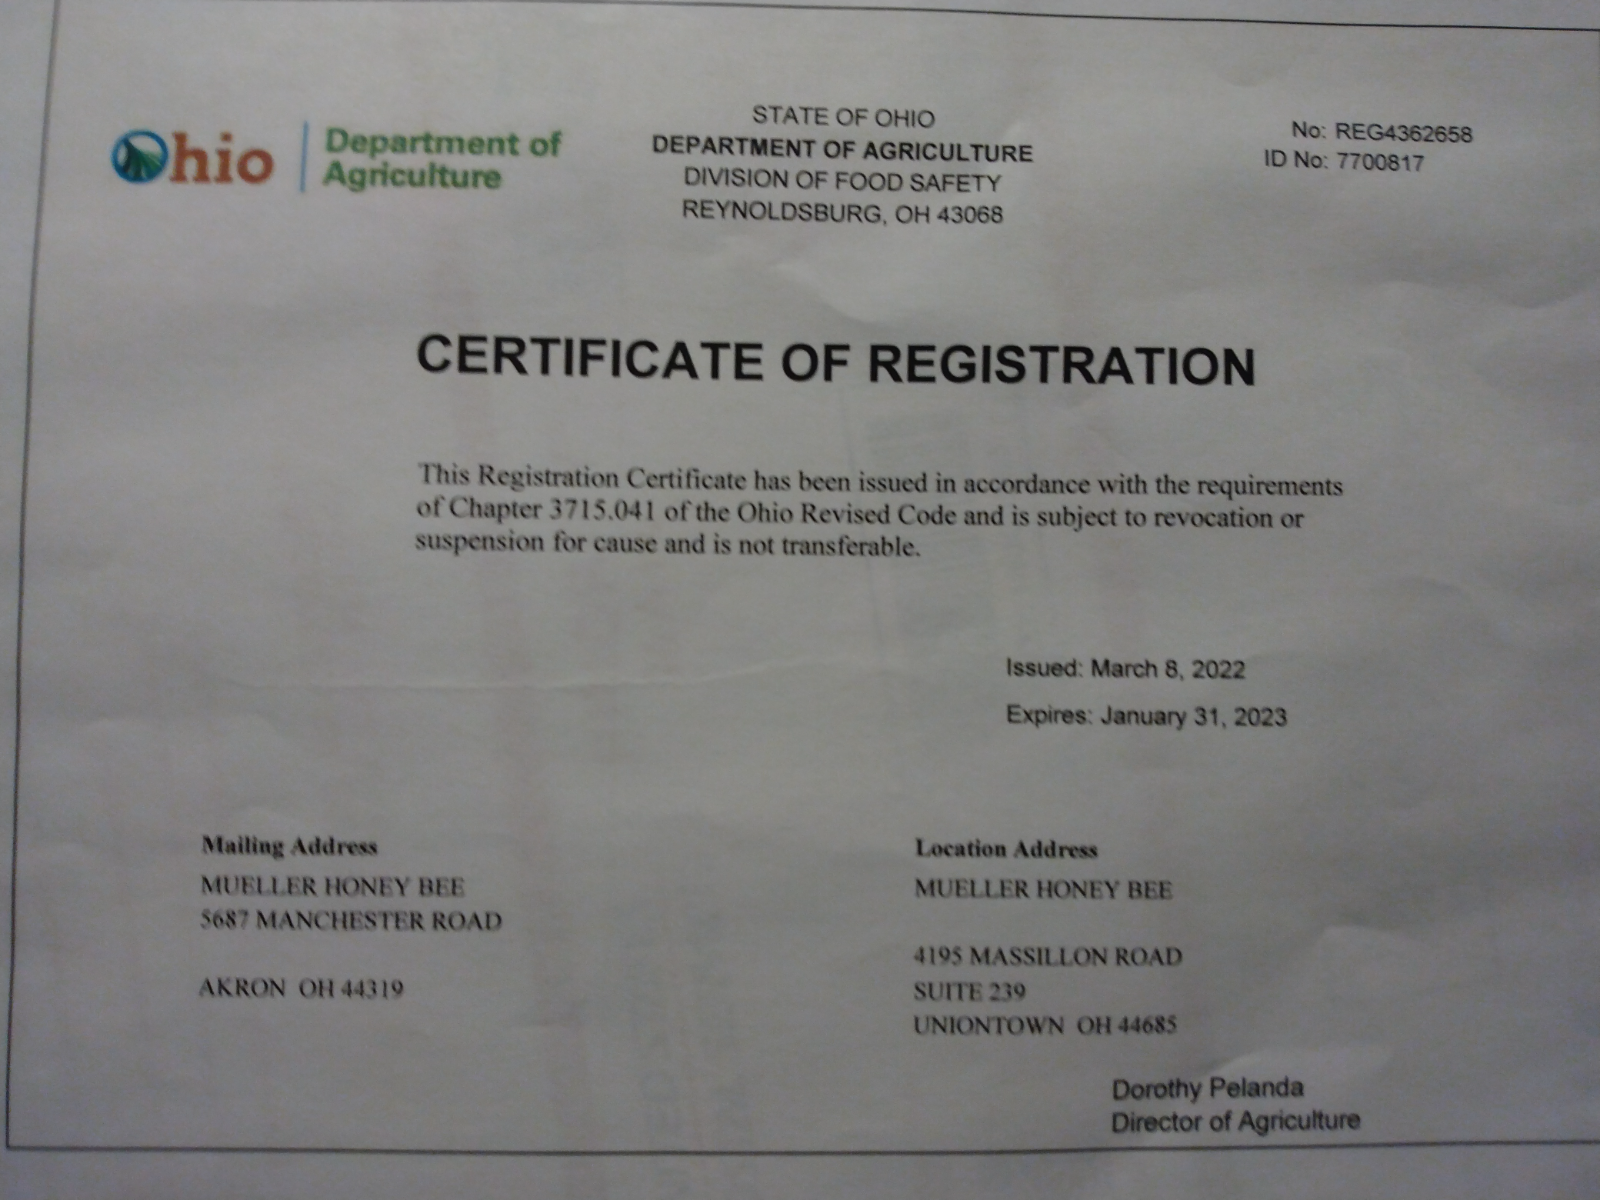 Ohio
Department of
Agriculture
STATE OF OHIO
DEPARTMENT OF AGRICULTURE
DIVISION OF FOOD SAFETY
REYNOLDSBURG, OH 43068
No: REG4362658
ID No: 7700817
CERTIFICATE OF REGISTRATION
This Registration Certificate has been issued in accordance with the requirements
of Chapter 3715.041 of the Ohio Revised Code and is subject to revocation or
suspension for cause and is not transferable.
Issued: March 8, 2022
Expires: January 31, 2023
Mailing Address
MUELLER HONEY BEE
5687 MANCHESTER ROAD
AKRON OH 44319
Location Address
MUELLER HONEY BEE
4195 MASSILLON ROAD
SUITE 239
UNIONTOWN OH 44685
Dorothy Pelanda
Director of Agriculture